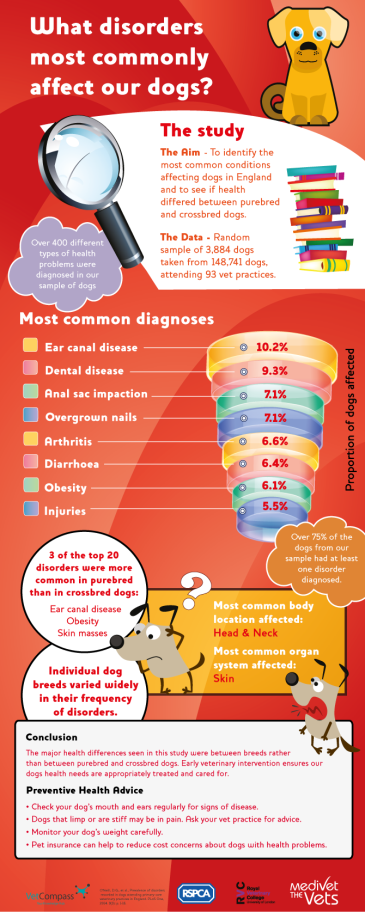 What disorders
most commonly
affect our dogs?
The study
The Aim - To identify the
most common conditions
affecting dogs in England
and to see if health
differed between purebred
and crossbred dogs.
The Data - Random
sample of 3,884 dogs
taken from 148,741 dogs,
attending 93 vet practices.
Over 400 different
types of health
problems were
diagnosed in our
sample of dogs
Most common diagnoses
Ear canal disease 10.2%
Dental disease 9.3%
Anal sac impaction 7.1%
Overgrown nails 7.1%
Arthritis 6.6%
Diarrhoea 6.4%
Obesity 6.1%
Injuries 5.5%
Proportion of dogs affected
Over 75% of the
dogs from our
sample had at least
one disorder
diagnosed.
3 of the top 20
disorders were more
common in purebred
than in crossbred dogs:
Ear canal disease
Obesity
Skin masses
?
Most common body
location affected:
Head & Neck
Most common organ
system affected:
Skin
Individual dog
breeds varied widely
in their frequency
of disorders.
Conclusion
The major health differences seen in this study were between breeds rather
than between purebred and crossbred dogs. Early veterinary intervention ensures our
dogs health needs are appropriately treated and cared for.
Preventive Health Advice
• Check your dog's mouth and ears regularly for signs of disease.
• Dogs that limp or are stiff may be in pain. Ask your vet practice for advice.
• Monitor your dog's weight carefully.
• Pet insurance can help to reduce cost concerns about dogs with health problems.
VetCompass
RSPCA
RVC
Royal
Veterinary
College
medivet
THE Vets